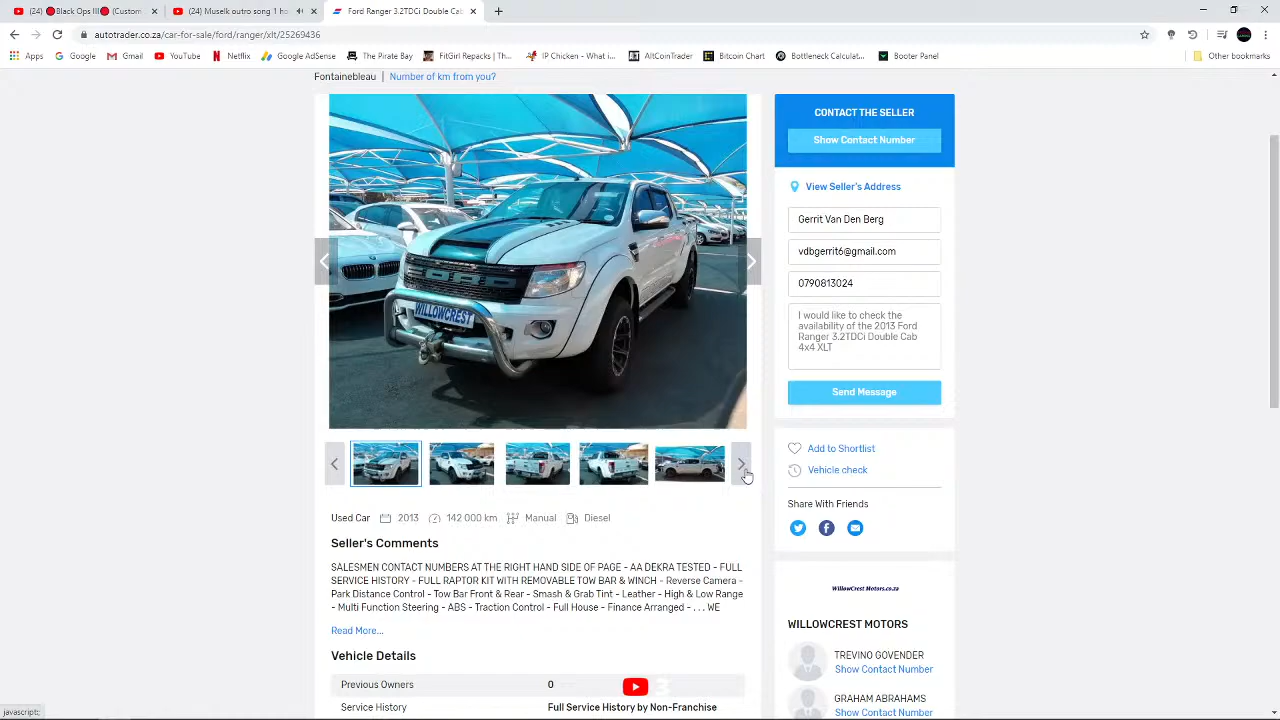 (24) 🔴Black Ops III🔴 (Custom
(24) Muselk outro song 1 ho
Ford Ranger 3.2TDCi Double Cab
autotrader.co.za/car-for-sale/ford/ranger/xlt/25269436
Apps
Google
Gmail
YouTube
Netflix
Google AdSense
The Pirate Bay
FitGirl Repacks | Th...
IP Chicken - What i...
AltCoinTrader
Bitcoin Chart
Bottleneck Calculat...
Booter Panel
Other bookmarks
Fontainebleau | Number of km from you?
WILLOWCREST
Used Car 2013 142 000 km Manual Diesel
Seller's Comments
SALESMEN CONTACT NUMBERS AT THE RIGHT HAND SIDE OF PAGE - AA DEKRA TESTED - FULL
SERVICE HISTORY - FULL RAPTOR KIT WITH REMOVABLE TOW BAR & WINCH - Reverse Camera -
Park Distance Control - Tow Bar Front & Rear - Smash & Grab Tint - Leather - High & Low Range
- Multi Function Steering - ABS - Traction Control - Full House - Finance Arranged - . . . WE
Read More...
Vehicle Details
Previous Owners 0
Service History Full Service History by Non-Franchise
CONTACT THE SELLER
Show Contact Number
View Seller's Address
Gerrit Van Den Berg
vdbgerrit6@gmail.com
0790813024
I would like to check the
availability of the 2013 Ford
Ranger 3.2TDCi Double Cab
4x4 XLT
Send Message
Add to Shortlist
Vehicle check
Share With Friends
WillowCrest Motors.co.za
WILLOWCREST MOTORS
TREVINO GOVENDER
Show Contact Number
GRAHAM ABRAHAMS
Show Contact Number
javascript: